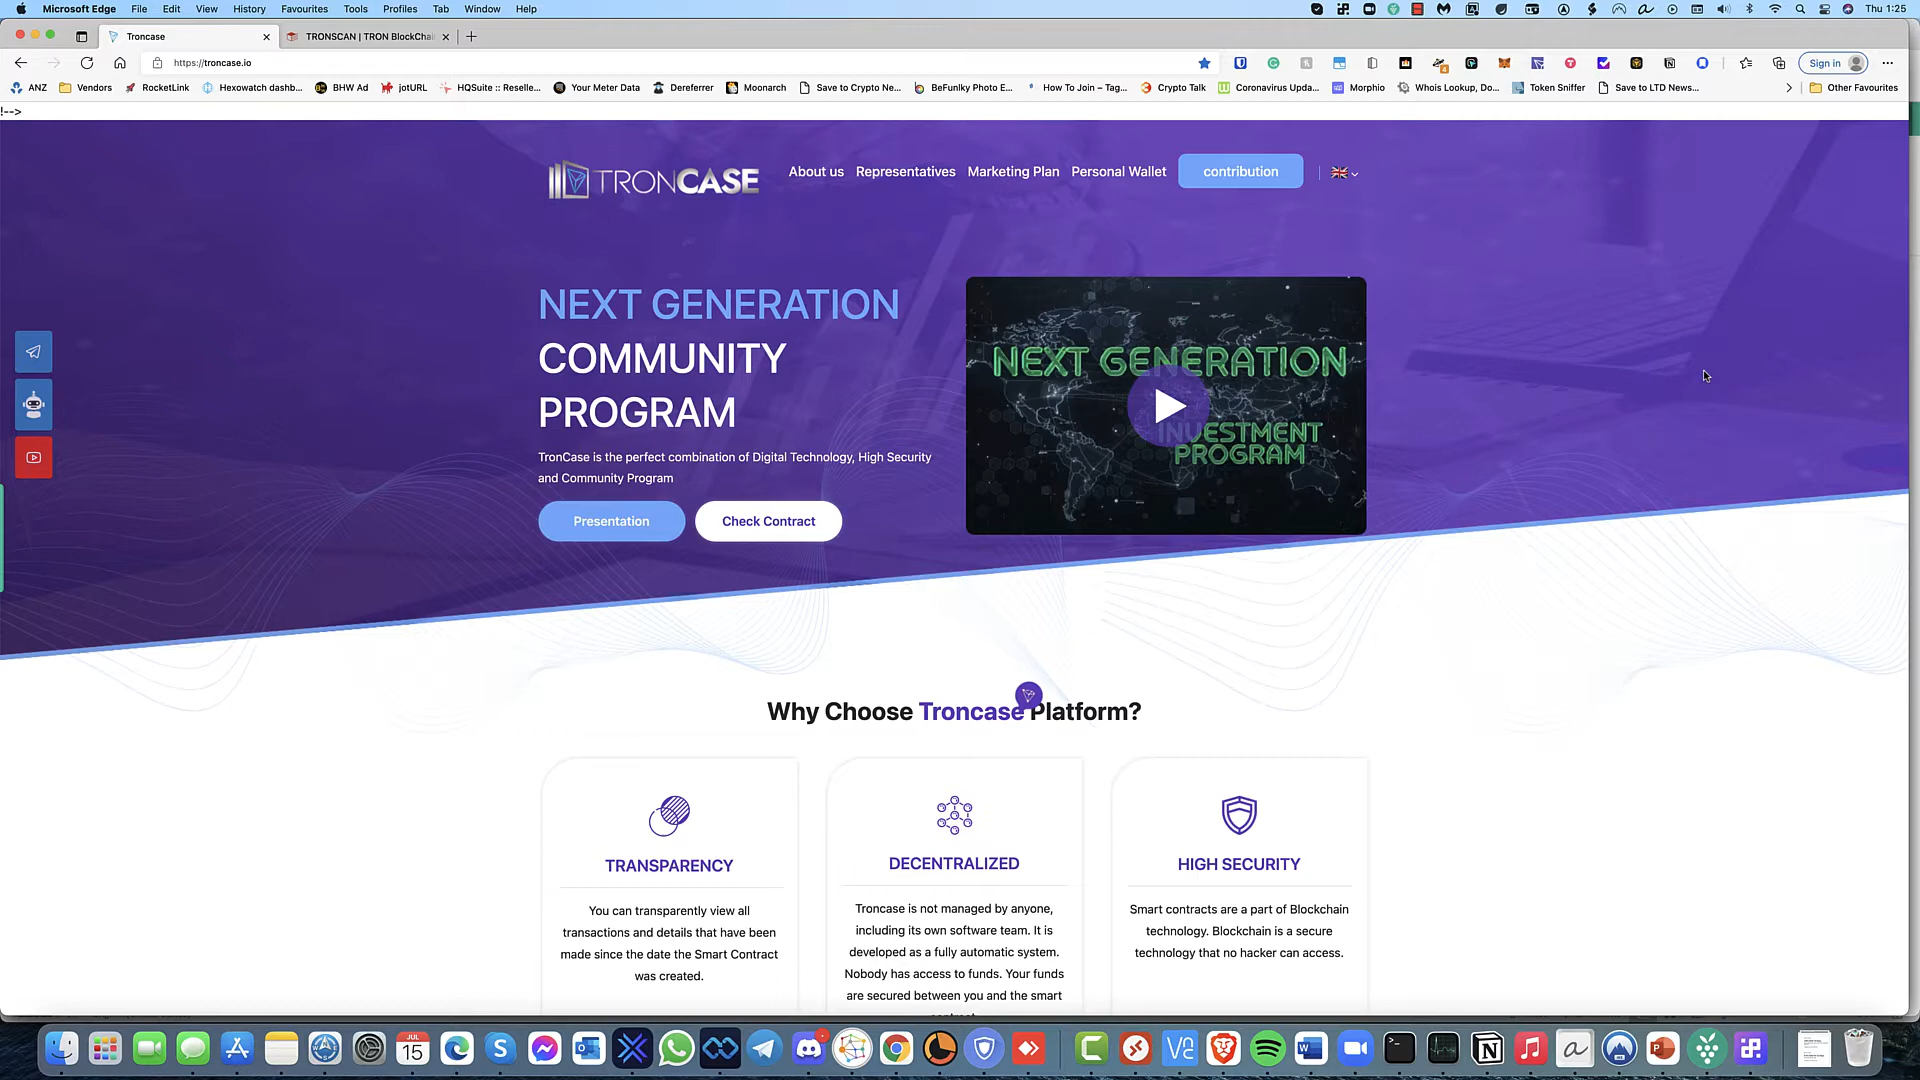 Microsoft Edge File Edit View History Favourites Tools Profiles Tab Window Help Thu 1:25
Troncase TRONSCAN | TRON BlockChai
https://troncase.io Sign in
ANZ Vendors RocketLink Hexowatch dashb... BHW Ad jotURL HQSuite :: Reselle... Your Meter Data Dereferrer Moonarch Save to Crypto Ne... BeFunlky Photo E... How To Join – Tag... Crypto Talk Coronavirus Upda... Morphio Whois Lookup, Do... Token Sniffer Save to LTD News... Other Favourites
!-->
TRONCASE About us Representatives Marketing Plan Personal Wallet contribution
NEXT GENERATION
COMMUNITY
PROGRAM
TronCase is the perfect combination of Digital Technology, High Security
and Community Program
Presentation Check Contract
NEXT GENERATION
INVESTMENT
PROGRAM
Why Choose Troncase Platform?
TRANSPARENCY
You can transparently view all
transactions and details that have been
made since the date the Smart Contract
was created.
DECENTRALIZED
Troncase is not managed by anyone,
including its own software team. It is
developed as a fully automatic system.
Nobody has access to funds. Your funds
are secured between you and the smart
contract.
HIGH SECURITY
Smart contracts are a part of Blockchain
technology. Blockchain is a secure
technology that no hacker can access.
JUL
15